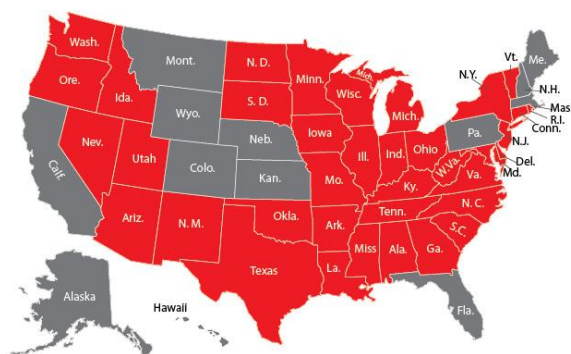 Wash.
Mont.
N. D.
Minn.
Mich.
Vt.
Me.
N.Y.
N.H.
Ore.
Ida.
S. D.
Wisc.
Mich.
Mas
R.I.
Conn.
Wyo.
Iowa
Pa.
N.J.
Neb.
Ill.
Ind.
Ohio
Del.
Md.
Nev.
Utah
Colo.
Kan.
Mo.
W.Va.
Va.
Calif.
Ky.
N. C.
Tenn.
Ariz.
N. M.
Okla.
Ark.
S.C.
Miss
Ala.
Ga.
Texas
La.
Alaska
Hawaii
Fla.